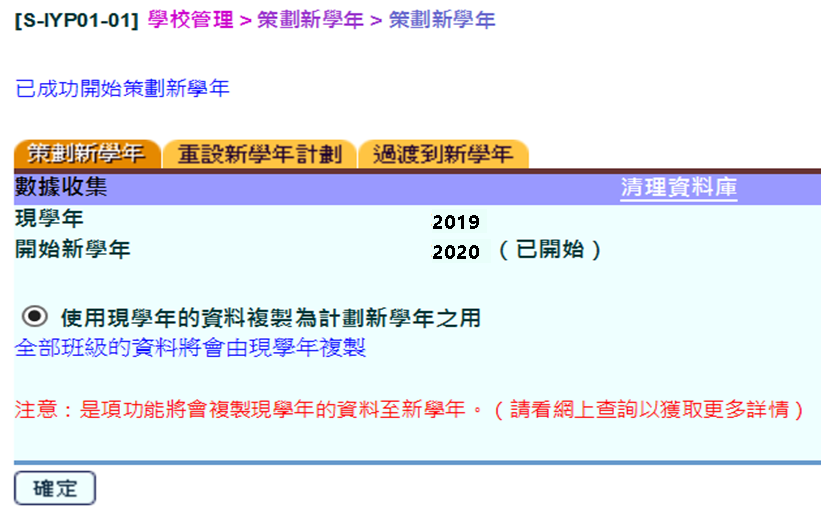 [S-IYP01-01] 學校管理 > 策劃新學年 > 策劃新學年
已成功開始策劃新學年
策劃新學年 重設新學年計劃 過渡到新學年
數據收集 清理資料庫
現學年 2019
開始新學年 2020 （已開始）
使用現學年的資料複製為計劃新學年之用
全部班級的資料將會由現學年複製
注意：是項功能將會複製現學年的資料至新學年。（請看網上查詢以獲取更多詳情）
確定